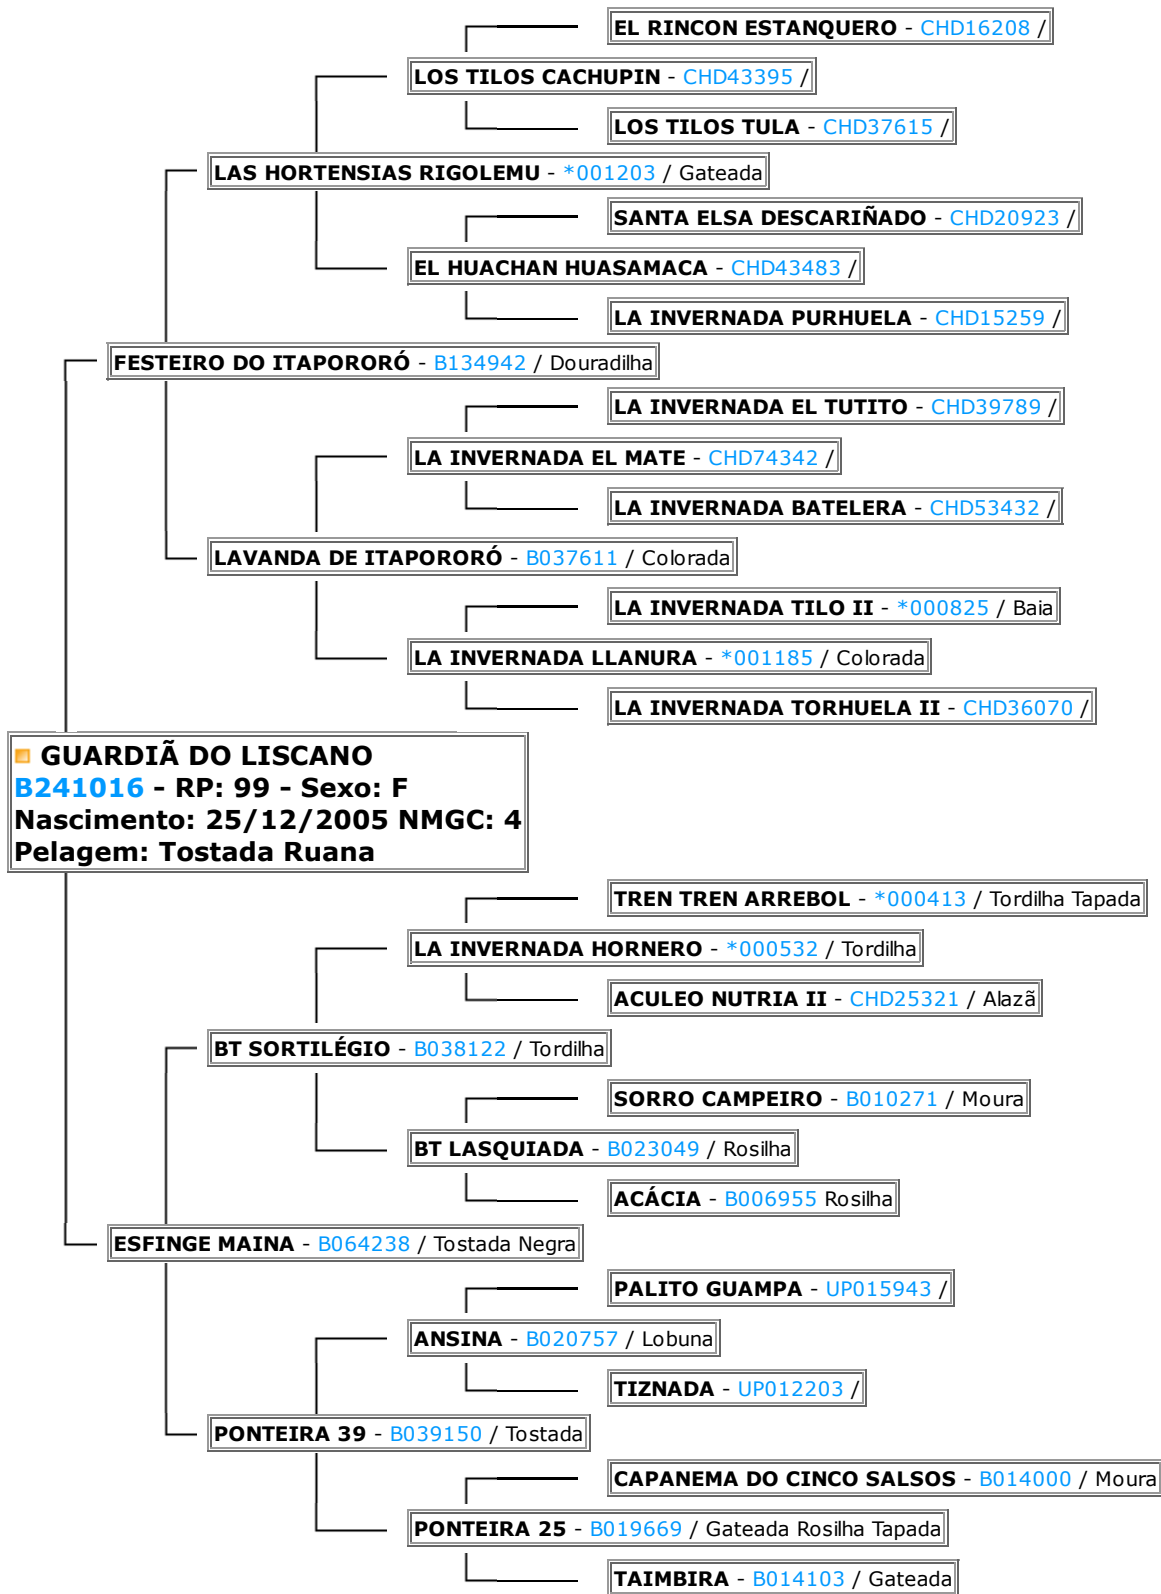 EL RINCON ESTANQUERO - CHD16208 /
LOS TILOS CACHUPIN - CHD43395 /
LOS TILOS TULA - CHD37615 /
LAS HORTENSIAS RIGOLEMU - *001203 / Gateada
SANTA ELSA DESCARIÑADO - CHD20923 /
EL HUACHAN HUASAMACA - CHD43483 /
LA INVERNADA PURHUELA - CHD15259 /
FESTEIRO DO ITAPORORÓ - B134942 / Douradilha
LA INVERNADA EL TUTITO - CHD39789 /
LA INVERNADA EL MATE - CHD74342 /
LA INVERNADA BATELERA - CHD53432 /
LAVANDA DE ITAPORORÓ - B037611 / Colorada
LA INVERNADA TILO II - *000825 / Baia
LA INVERNADA LLANURA - *001185 / Colorada
LA INVERNADA TORHUELA II - CHD36070 /
GUARDIÃ DO LISCANO
B241016 - RP: 99 - Sexo: F
Nascimento: 25/12/2005 NMGC: 4
Pelagem: Tostada Ruana
TREN TREN ARREBOL - *000413 / Tordilha Tapada
LA INVERNADA HORNERO - *000532 / Tordilha
ACULEO NUTRIA II - CHD25321 / Alazã
BT SORTILÉGIO - B038122 / Tordilha
SORRO CAMPEIRO - B010271 / Moura
BT LASQUIADA - B023049 / Rosilha
ACÁCIA - B006955 Rosilha
ESFINGE MAINA - B064238 / Tostada Negra
PALITO GUAMPA - UP015943 /
ANSINA - B020757 / Lobuna
TIZNADA - UP012203 /
PONTEIRA 39 - B039150 / Tostada
CAPANEMA DO CINCO SALSOS - B014000 / Moura
PONTEIRA 25 - B019669 / Gateada Rosilha Tapada
TAIMBIRA - B014103 / Gateada